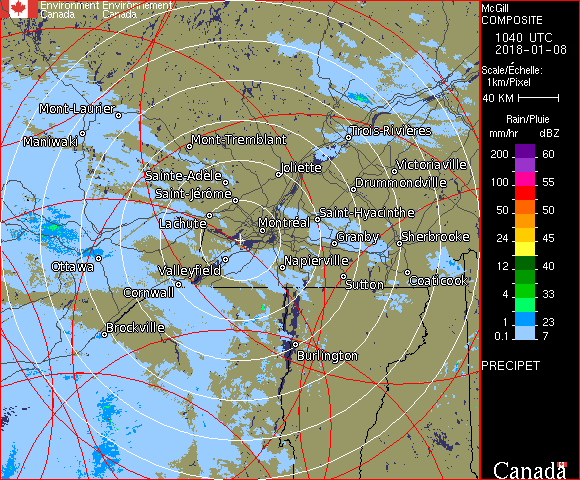 Environment Environnement
Canada Canada
McGill
COMPOSITE
1040 UTC
2018-01-08
Scale/Échelle:
1km/Pixel
40 KM
Rain/Pluie
mm/hr dBZ
200 60
100 55
50 50
24 45
12 40
4 33
1 23
0.1 7
PRECIPET
Canada
Mont-Laurier
Maniwaki
Mont-Tremblant
Trois-Rivières
Sainte-Adèle
Joliette
Victoriaville
Saint-Jérôme
Drummondville
Lachute
Montréal
Saint-Hyacinthe
Granby
Sherbrooke
Ottawa
Valleyfield
Napierville
Cornwall
Sutton
Coaticook
Brockville
Burlington